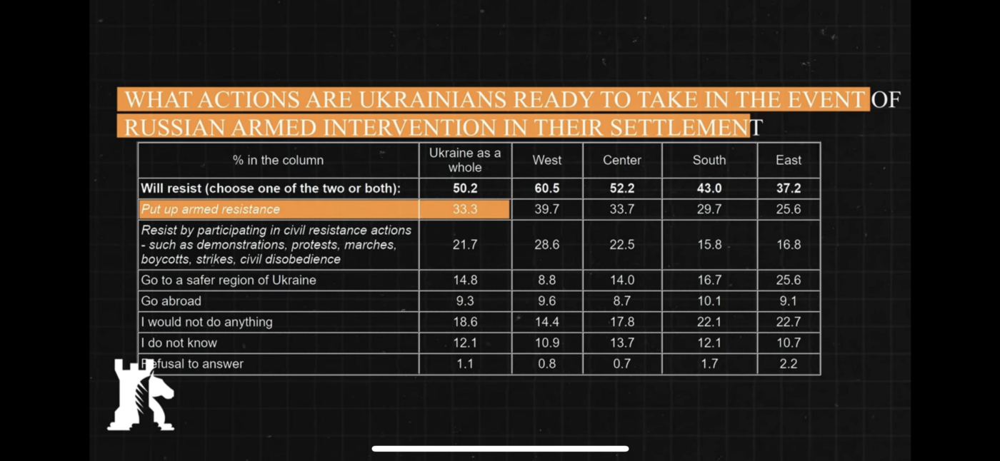 WHAT ACTIONS ARE UKRAINIANS READY TO TAKE IN THE EVENT OF
RUSSIAN ARMED INTERVENTION IN THEIR SETTLEMENT
% in the column Ukraine as a whole West Center South East
Will resist (choose one of the two or both): 50.2 60.5 52.2 43.0 37.2
Put up armed resistance 33.3 39.7 33.7 29.7 25.6
Resist by participating in civil resistance actions
- such as demonstrations, protests, marches,
boycotts, strikes, civil disobedience 21.7 28.6 22.5 15.8 16.8
Go to a safer region of Ukraine 14.8 8.8 14.0 16.7 25.6
Go abroad 9.3 9.6 8.7 10.1 9.1
I would not do anything 18.6 14.4 17.8 22.1 22.7
I do not know 12.1 10.9 13.7 12.1 10.7
Refusal to answer 1.1 0.8 0.7 1.7 2.2